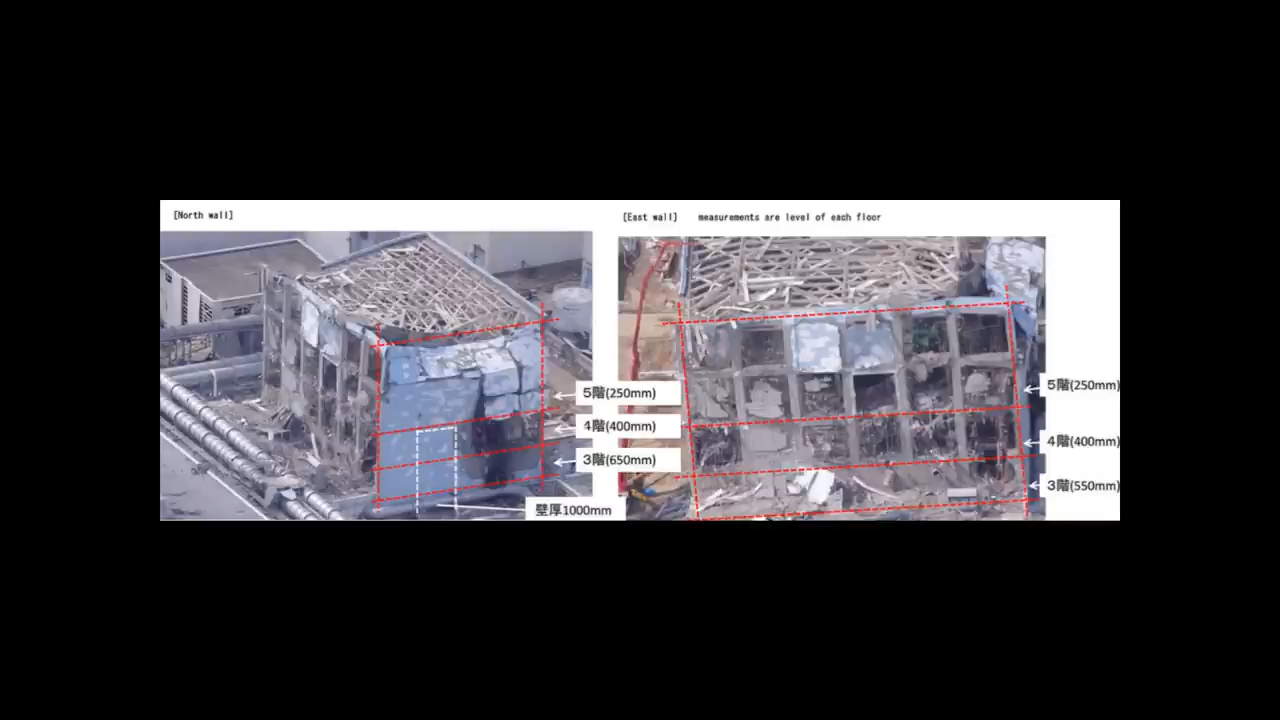 [North wall]
5階(250mm)
4階(400mm)
3階(650mm)
壁厚1000mm
[East wall] measurements are level of each floor
5階(250mm)
4階(400mm)
3階(550mm)